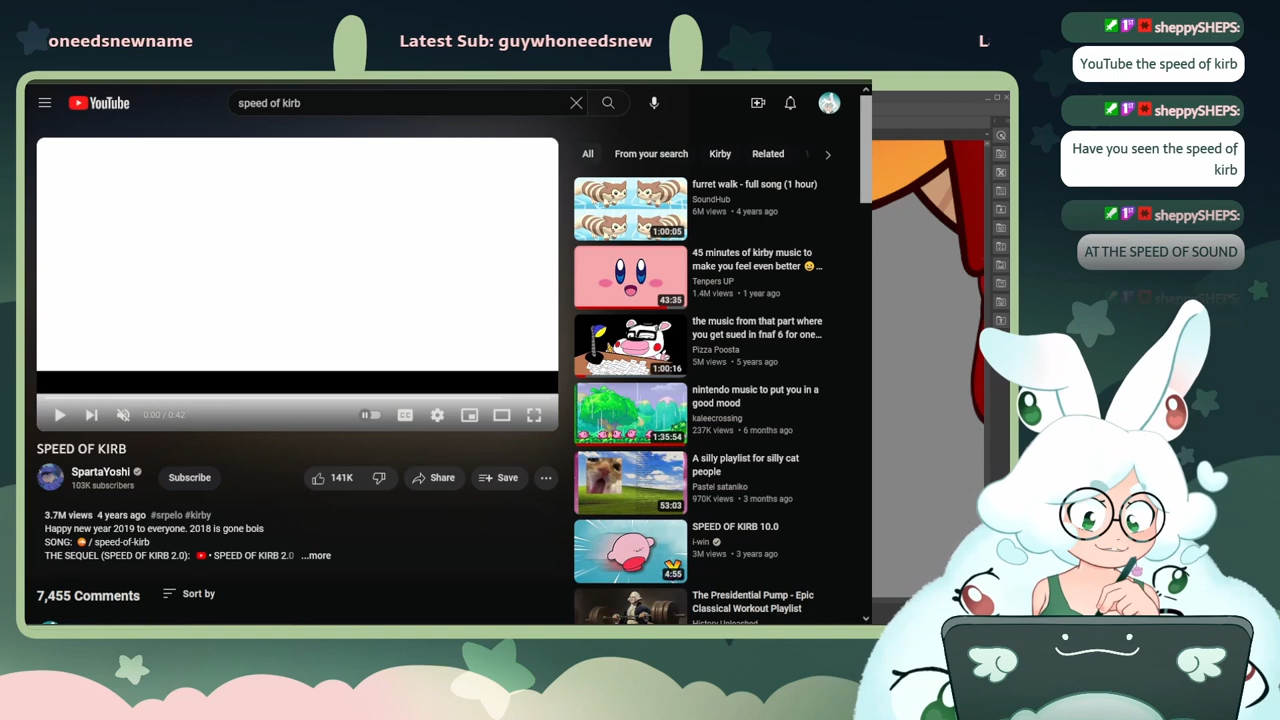 oneedsnewname
Latest Sub: guywhoneedsnew
L
YouTube
speed of kirb
All
From your search
Kirby
Related
furret walk - full song (1 hour)
SoundHub
6M views • 4 years ago
1:00:05
45 minutes of kirby music to
make you feel even better 😀 ...
Tenpers UP
1.4M views • 1 year ago
43:35
the music from that part where
you get sued in fnaf 6 for one...
Pizza Poosta
5M views • 5 years ago
1:00:16
nintendo music to put you in a
good mood
kaleecrossing
237K views • 6 months ago
1:35:54
A silly playlist for silly cat
people
Pastel sataniko
970K views • 3 months ago
53:03
SPEED OF KIRB 10.0
i-win
3M views • 3 years ago
4:55
The Presidential Pump - Epic
Classical Workout Playlist
History Unleashed
0:00 / 0:42
CC
SPEED OF KIRB
SpartaYoshi
103K subscribers
Subscribe
141K
Share
Save
3.7M views 4 years ago #srpelo #kirby
Happy new year 2019 to everyone. 2018 is gone bois
SONG: / speed-of-kirb
THE SEQUEL (SPEED OF KIRB 2.0): • SPEED OF KIRB 2.0 ...more
7,455 Comments
Sort by
sheppySHEPS:
YouTube the speed of kirb
sheppySHEPS:
Have you seen the speed of
kirb
sheppySHEPS:
AT THE SPEED OF SOUND
sheppySHEPS: